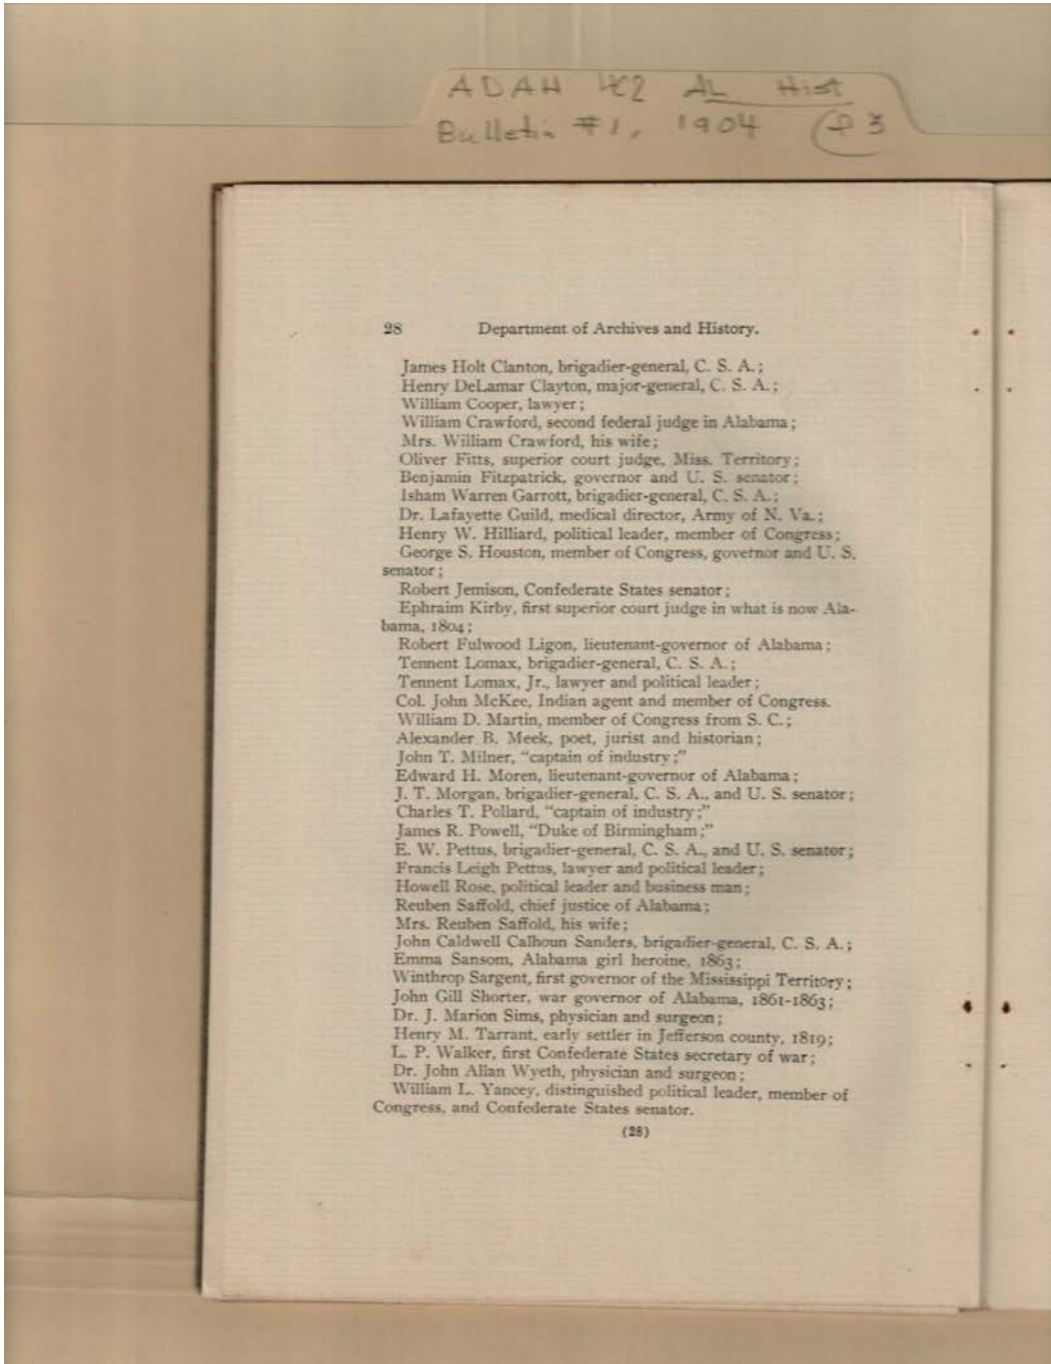 ADAH HC2 AL Hist
Bulletin #1, 1904 P 3
28 Department of Archives and History.
James Holt Clanton, brigadier-general, C. S. A.;
Henry DeLamar Clayton, major-general, C. S. A.;
William Cooper, lawyer;
William Crawford, second federal judge in Alabama;
Mrs. William Crawford, his wife;
Oliver Fitts, superior court judge, Miss. Territory;
Benjamin Fitzpatrick, governor and U. S. senator;
Isham Warren Garrott, brigadier-general, C. S. A.;
Dr. Lafayette Guild, medical director, Army of N. Va.;
Henry W. Hilliard, political leader, member of Congress;
George S. Houston, member of Congress, governor and U. S.
senator;
Robert Jemison, Confederate States senator;
Ephraim Kirby, first superior court judge in what is now Ala-
bama, 1804;
Robert Fulwood Ligon, lieutenant-governor of Alabama;
Tennent Lomax, brigadier-general, C. S. A.;
Tennent Lomax, Jr., lawyer and political leader;
Col. John McKee, Indian agent and member of Congress.
William D. Martin, member of Congress from S. C.;
Alexander B. Meek, poet, jurist and historian;
John T. Milner, "captain of industry;"
Edward H. Moren, lieutenant-governor of Alabama;
J. T. Morgan, brigadier-general, C. S. A., and U. S. senator;
Charles T. Pollard, "captain of industry;"
James R. Powell, "Duke of Birmingham;"
E. W. Pettus, brigadier-general, C. S. A., and U. S. senator;
Francis Leigh Pettus, lawyer and political leader;
Howell Rose, political leader and business man;
Reuben Saffold, chief justice of Alabama;
Mrs. Reuben Saffold, his wife;
John Caldwell Calhoun Sanders, brigadier-general, C. S. A.;
Emma Sansom, Alabama girl heroine, 1863;
Winthrop Sargent, first governor of the Mississippi Territory;
John Gill Shorter, war governor of Alabama, 1861-1863;
Dr. J. Marion Sims, physician and surgeon;
Henry M. Tarrant, early settler in Jefferson county, 1819;
L. P. Walker, first Confederate States secretary of war;
Dr. John Allan Wyeth, physician and surgeon;
William L. Yancey, distinguished political leader, member of
Congress, and Confederate States senator.
(28)